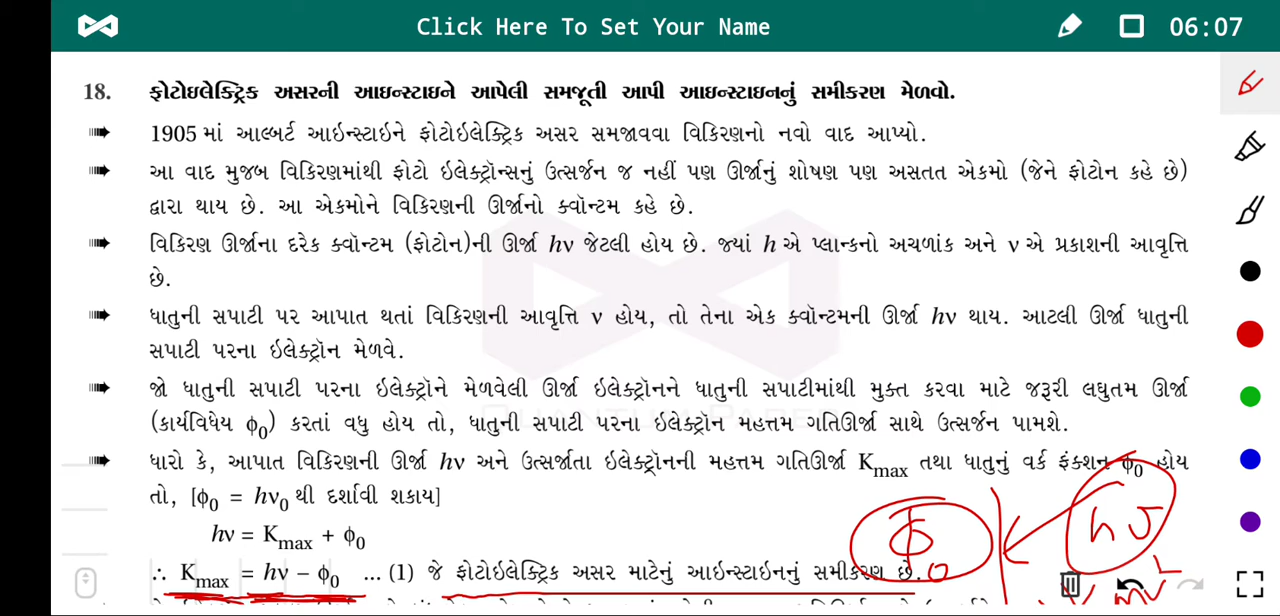 Click Here To Set Your Name
06:07
18. ફોટોઇલેક્ટ્રિક અસરની આઇન્સ્ટાઇને આપેલી સમજૂતી આપી આઇન્સ્ટાઇનનું સમીકરણ મેળવો.
1905 માં આલ્બર્ટ આઇન્સ્ટાઇને ફોટોઇલેક્ટ્રિક અસર સમજાવવા વિકિરણનો નવો વાદ આપ્યો.
આ વાદ મુજબ વિકિરણમાંથી ફોટો ઇલેક્ટ્રૉન્સનું ઉત્સર્જન જ નહીં પણ ઊર્જાનું શોષણ પણ અસતત એકમો (જેને ફોટોન કહે છે)
દ્વારા થાય છે. આ એકમોને વિકિરણની ઊર્જાનો ક્વૉન્ટમ કહે છે.
વિકિરણ ઊર્જાના દરેક ક્વૉન્ટમ (ફોટોન)ની ઊર્જા hν જેટલી હોય છે. જ્યાં h એ પ્લાન્કનો અચળાંક અને ν એ પ્રકાશની આવૃત્તિ
છે.
ધાતુની સપાટી પર આપાત થતાં વિકિરણની આવૃત્તિ ν હોય, તો તેના એક ક્વૉન્ટમની ઊર્જા hν થાય. આટલી ઊર્જા ધાતુની
સપાટી પરના ઇલેક્ટ્રૉન મેળવે.
જો ધાતુની સપાટી પરના ઇલેક્ટ્રૉને મેળવેલી ઊર્જા ઇલેક્ટ્રૉનને ધાતુની સપાટીમાંથી મુક્ત કરવા માટે જરૂરી લઘુતમ ઊર્જા
(કાર્યવિધેય ϕ₀) કરતાં વધુ હોય તો, ધાતુની સપાટી પરના ઇલેક્ટ્રૉન મહત્તમ ગતિઊર્જા સાથે ઉત્સર્જન પામશે.
ધારો કે, આપાત વિકિરણની ઊર્જા hν અને ઉત્સર્જાતા ઇલેક્ટ્રૉનની મહત્તમ ગતિઊર્જા Kmax તથા ધાતુનું વર્ક ફંક્શન ϕ₀ હોય
તો, [ϕ₀ = hν₀ થી દર્શાવી શકાય]
hν = Kmax + ϕ₀
ϕ₀ hν
∴ Kmax = hν – ϕ₀ ... (1) જે ફોટોઇલેક્ટ્રિક અસર માટેનું આઇન્સ્ટાઇનનું સમીકરણ છે.